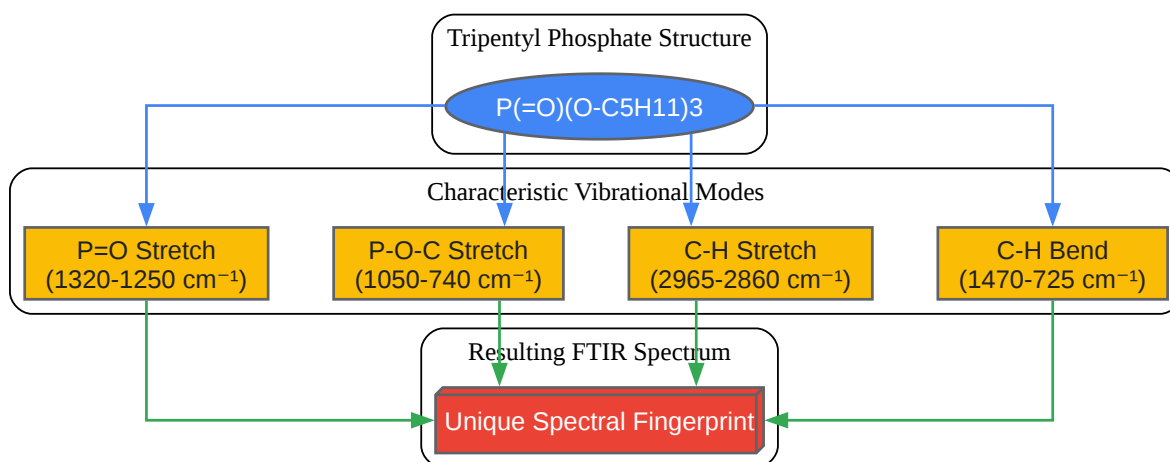 Tripentyl Phosphate Structure
P(=O)(O-C5H11)3
Characteristic Vibrational Modes
P=O Stretch
(1320-1250 cm⁻¹)
P-O-C Stretch
(1050-740 cm⁻¹)
C-H Stretch
(2965-2860 cm⁻¹)
C-H Bend
(1470-725 cm⁻¹)
Resulting FTIR Spectrum
Unique Spectral Fingerprint